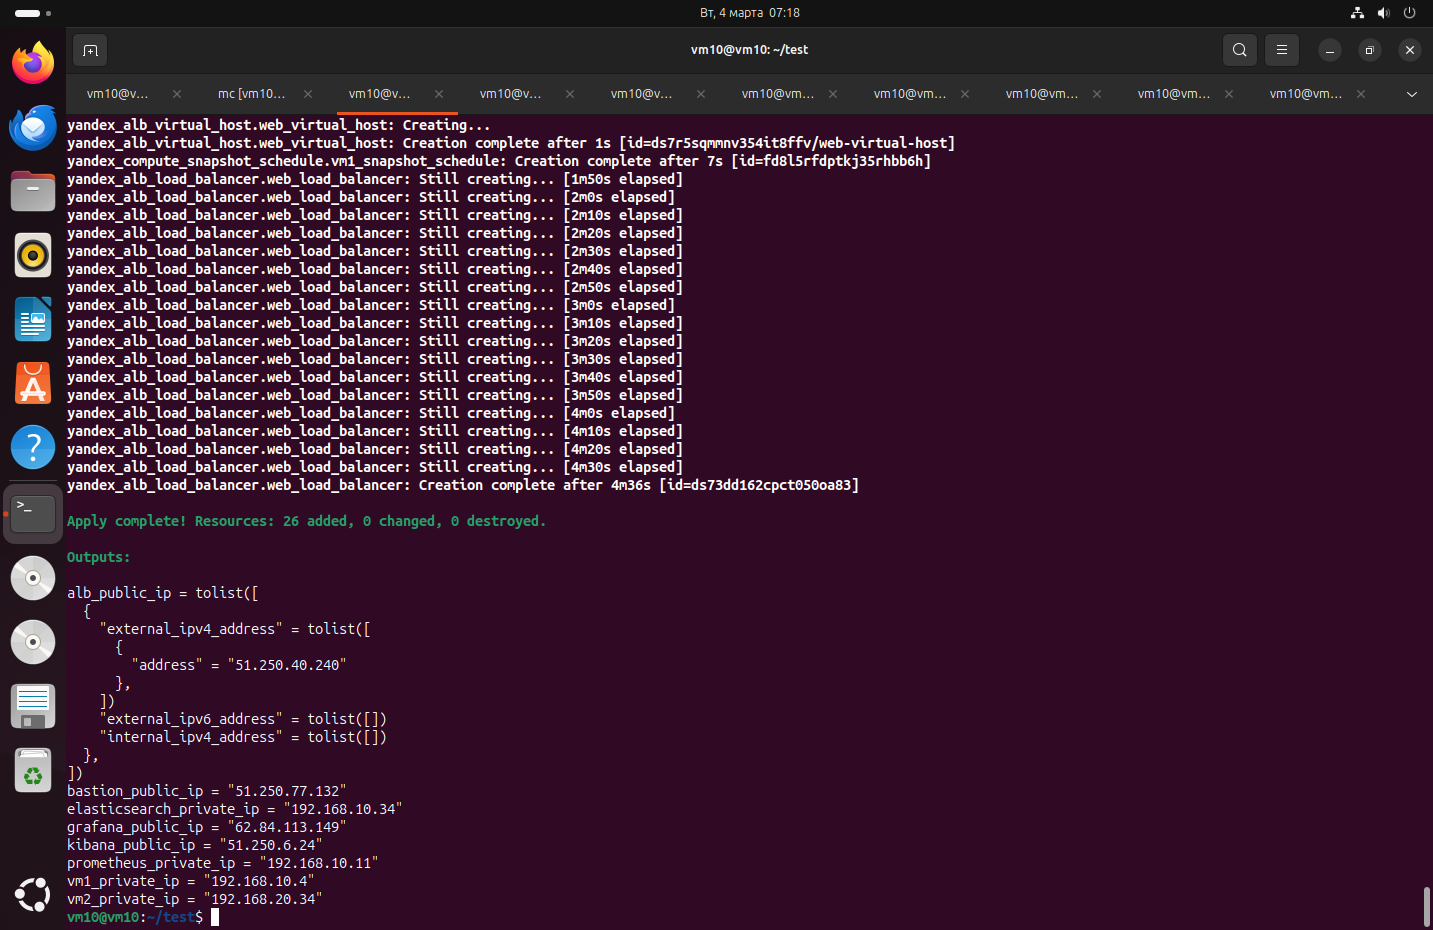 Вт, 4 марта 07:18
vm10@vm10: ~/test
vm10@v... mc [vm10... vm10@v... vm10@v... vm10@v... vm10@vm... vm10@vm... vm10@vm... vm10@vm... vm10@vm...
yandex_alb_virtual_host.web_virtual_host: Creating...
yandex_alb_virtual_host.web_virtual_host: Creation complete after 1s [id=ds7r5sqmmnv354it8ffv/web-virtual-host]
yandex_compute_snapshot_schedule.vm1_snapshot_schedule: Creation complete after 7s [id=fd8l5rfdptkj35rhbb6h]
yandex_alb_load_balancer.web_load_balancer: Still creating... [1m50s elapsed]
yandex_alb_load_balancer.web_load_balancer: Still creating... [2m0s elapsed]
yandex_alb_load_balancer.web_load_balancer: Still creating... [2m10s elapsed]
yandex_alb_load_balancer.web_load_balancer: Still creating... [2m20s elapsed]
yandex_alb_load_balancer.web_load_balancer: Still creating... [2m30s elapsed]
yandex_alb_load_balancer.web_load_balancer: Still creating... [2m40s elapsed]
yandex_alb_load_balancer.web_load_balancer: Still creating... [2m50s elapsed]
yandex_alb_load_balancer.web_load_balancer: Still creating... [3m0s elapsed]
yandex_alb_load_balancer.web_load_balancer: Still creating... [3m10s elapsed]
yandex_alb_load_balancer.web_load_balancer: Still creating... [3m20s elapsed]
yandex_alb_load_balancer.web_load_balancer: Still creating... [3m30s elapsed]
yandex_alb_load_balancer.web_load_balancer: Still creating... [3m40s elapsed]
yandex_alb_load_balancer.web_load_balancer: Still creating... [3m50s elapsed]
yandex_alb_load_balancer.web_load_balancer: Still creating... [4m0s elapsed]
yandex_alb_load_balancer.web_load_balancer: Still creating... [4m10s elapsed]
yandex_alb_load_balancer.web_load_balancer: Still creating... [4m20s elapsed]
yandex_alb_load_balancer.web_load_balancer: Still creating... [4m30s elapsed]
yandex_alb_load_balancer.web_load_balancer: Creation complete after 4m36s [id=ds73dd162cpct050oa83]
Apply complete! Resources: 26 added, 0 changed, 0 destroyed.
Outputs:
alb_public_ip = tolist([
{
"external_ipv4_address" = tolist([
{
"address" = "51.250.40.240"
},
])
"external_ipv6_address" = tolist([])
"internal_ipv4_address" = tolist([])
},
])
bastion_public_ip = "51.250.77.132"
elasticsearch_private_ip = "192.168.10.34"
grafana_public_ip = "62.84.113.149"
kibana_public_ip = "51.250.6.24"
prometheus_private_ip = "192.168.10.11"
vm1_private_ip = "192.168.10.4"
vm2_private_ip = "192.168.20.34"
vm10@vm10:~/test$